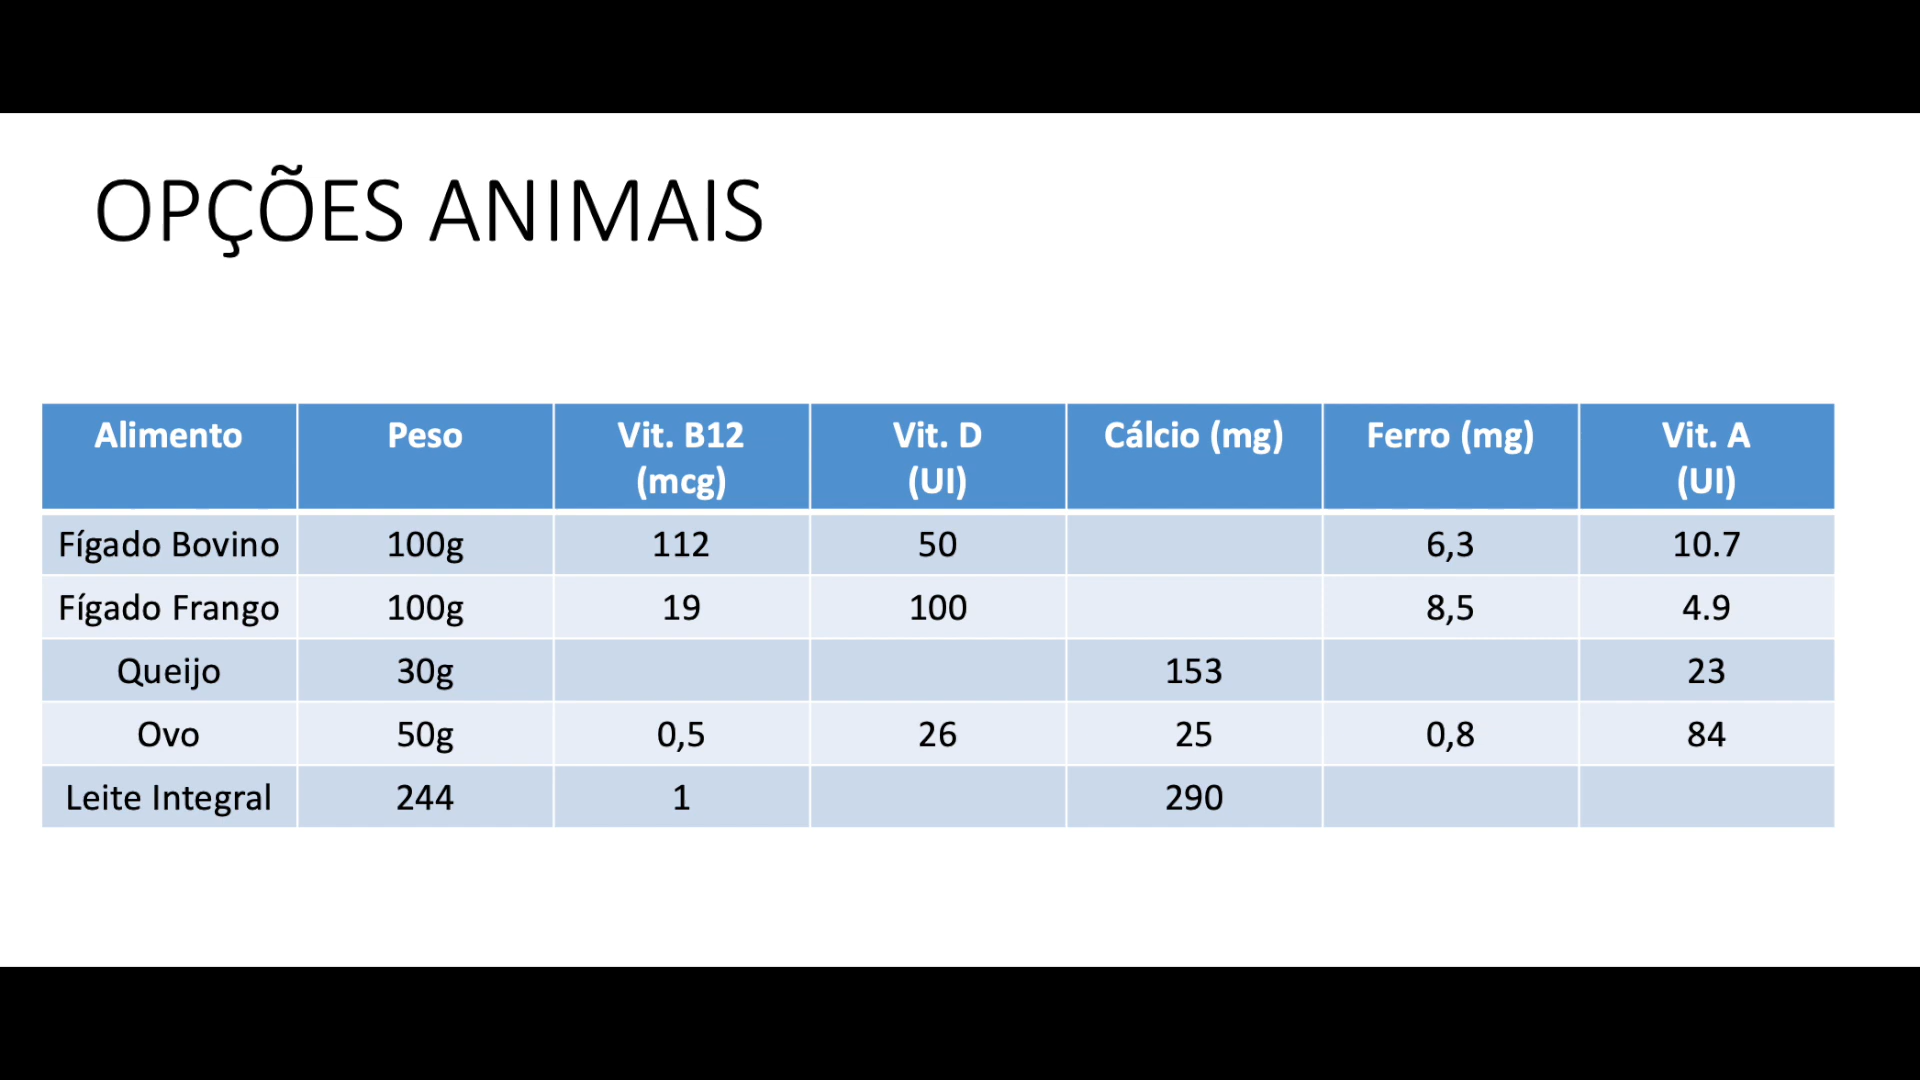 OPÇÕES ANIMAIS
Alimento Peso Vit. B12 (mcg) Vit. D (UI) Cálcio (mg) Ferro (mg) Vit. A (UI)
Fígado Bovino 100g 112 50 6,3 10.7
Fígado Frango 100g 19 100 8,5 4.9
Queijo 30g 153 23
Ovo 50g 0,5 26 25 0,8 84
Leite Integral 244 1 290